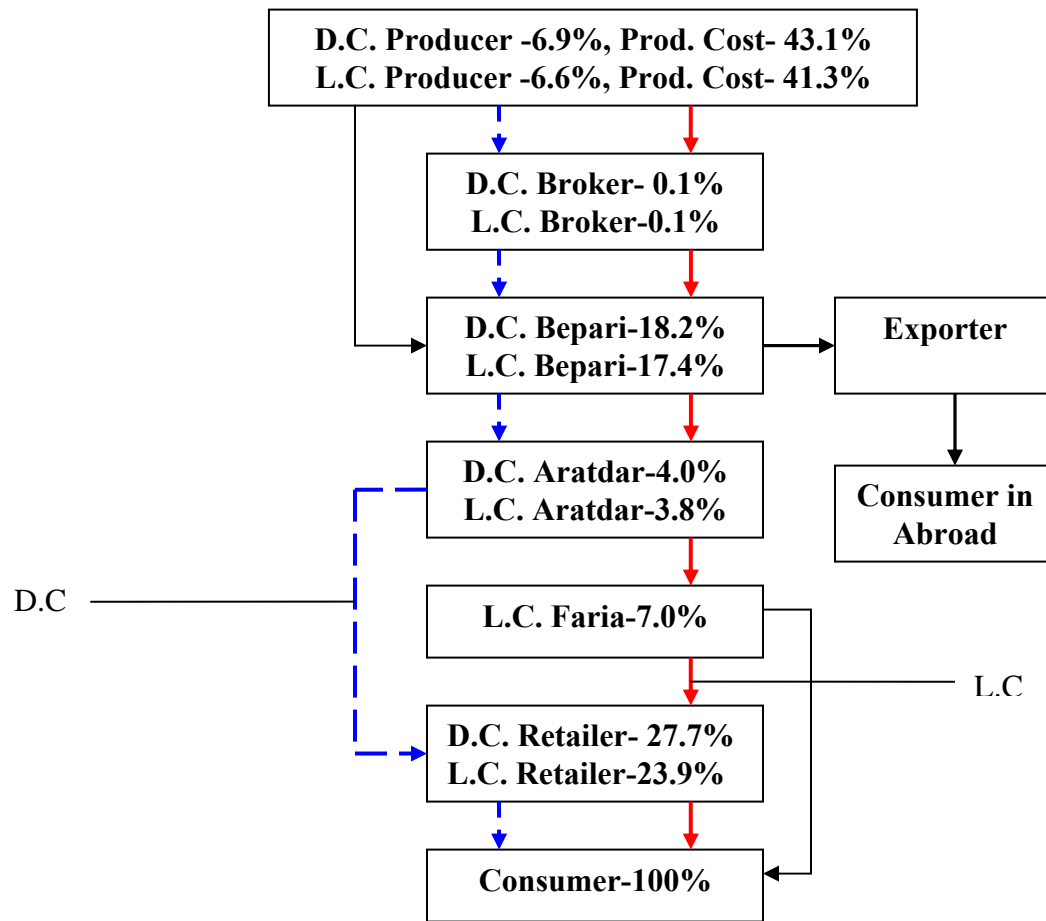 D.C. Producer -6.9%, Prod. Cost- 43.1%
L.C. Producer -6.6%, Prod. Cost- 41.3%
D.C. Broker- 0.1%
L.C. Broker-0.1%
D.C. Bepari-18.2%
L.C. Bepari-17.4%
Exporter
D.C. Aratdar-4.0%
L.C. Aratdar-3.8%
Consumer in
Abroad
D.C
L.C. Faria-7.0%
L.C
D.C. Retailer- 27.7%
L.C. Retailer-23.9%
Consumer-100%